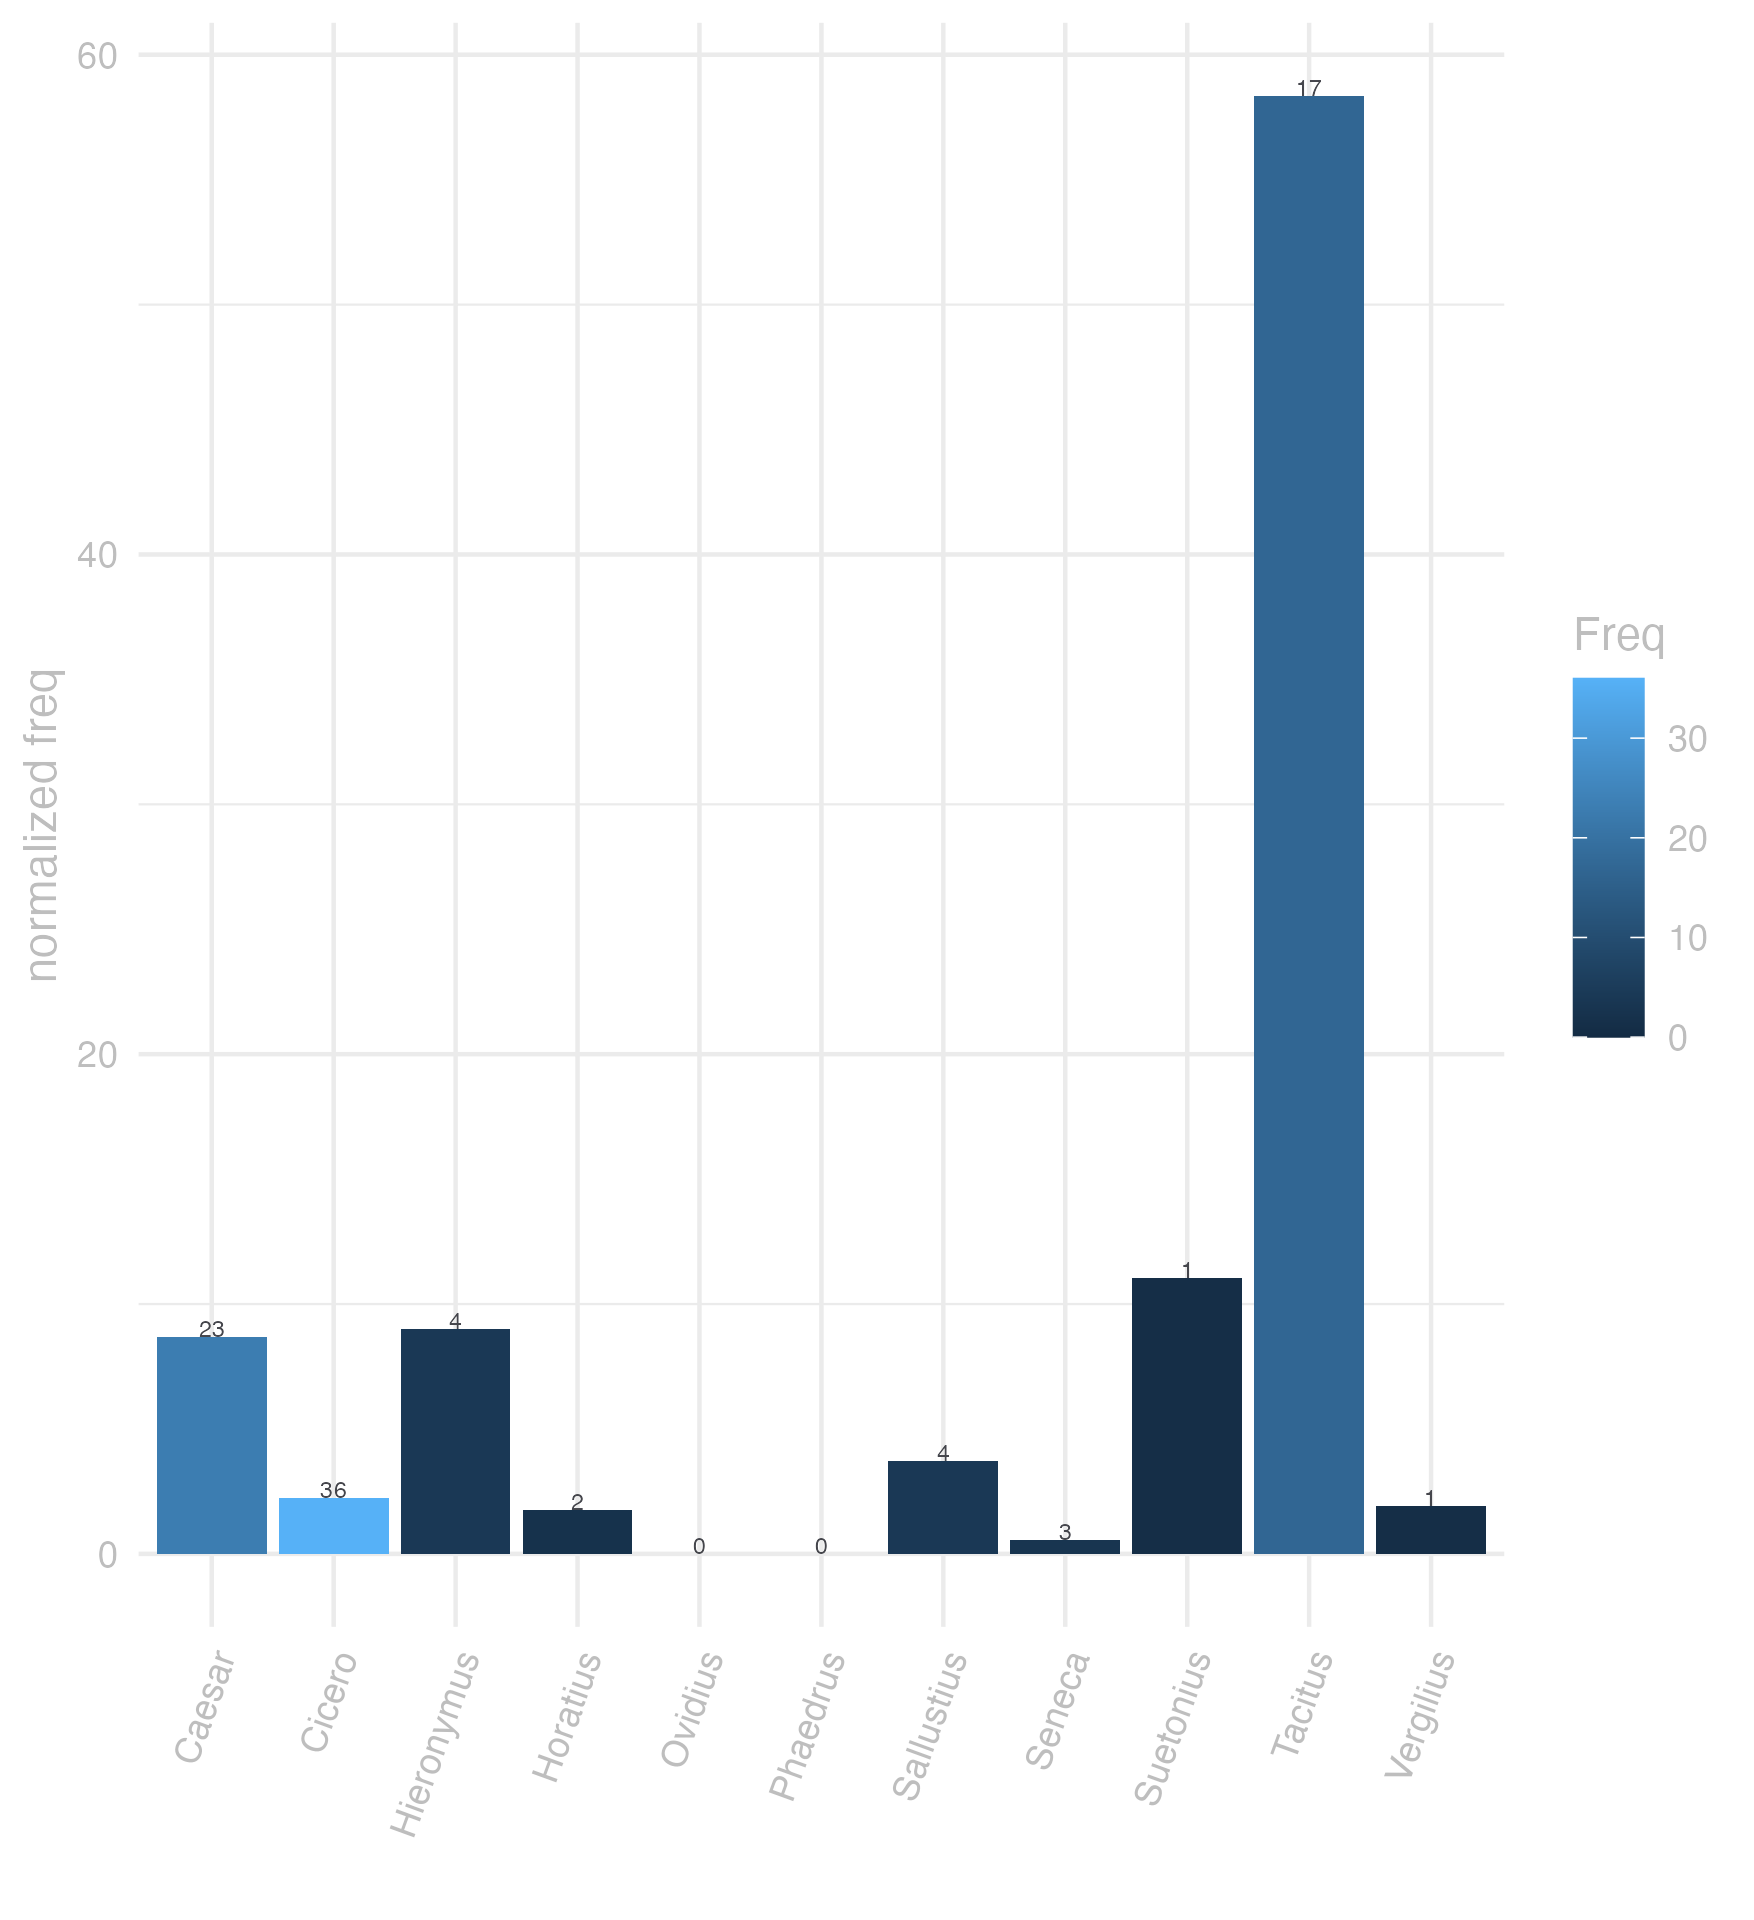 60
40
20
0
normalized freq
17
1
4
23
4
36
1
2
3
0
0
Caesar
Cicero
Hieronymus
Horatius
Ovidius
Phaedrus
Sallustius
Seneca
Suetonius
Tacitus
Vergilius
Freq
30
20
10
0